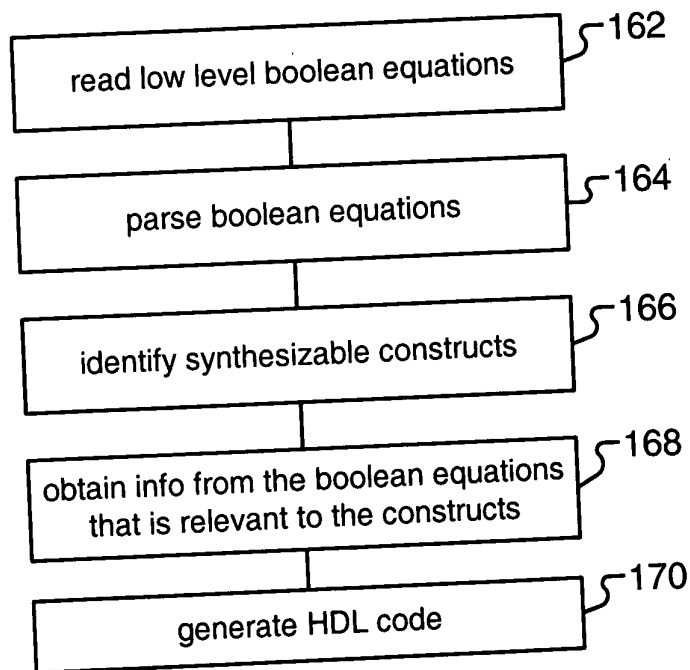 162
read low level boolean equations
164
parse boolean equations
166
identify synthesizable constructs
168
obtain info from the boolean equations
that is relevant to the constructs
170
generate HDL code